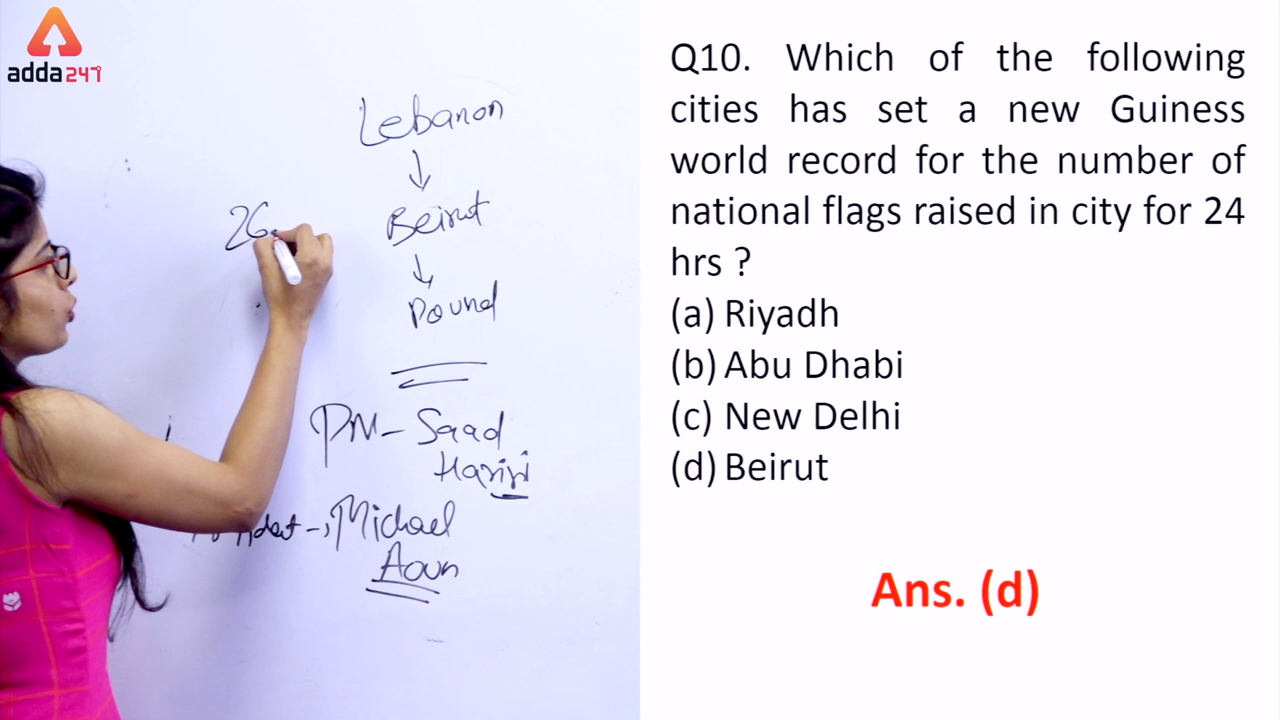 adda247
Lebanon
Beirut
26
Pound
PM - Saad
Hariri
Michael
Aoun
Q10. Which of the following
cities has set a new Guiness
world record for the number of
national flags raised in city for 24
hrs ?
(a) Riyadh
(b) Abu Dhabi
(c) New Delhi
(d) Beirut
Ans. (d)